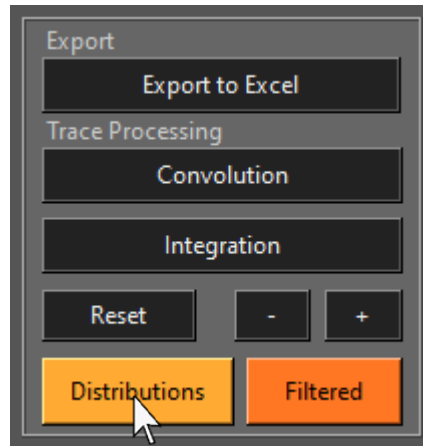 Export
Export to Excel
Trace Processing
Convolution
Integration
Reset - +
Distributions Filtered